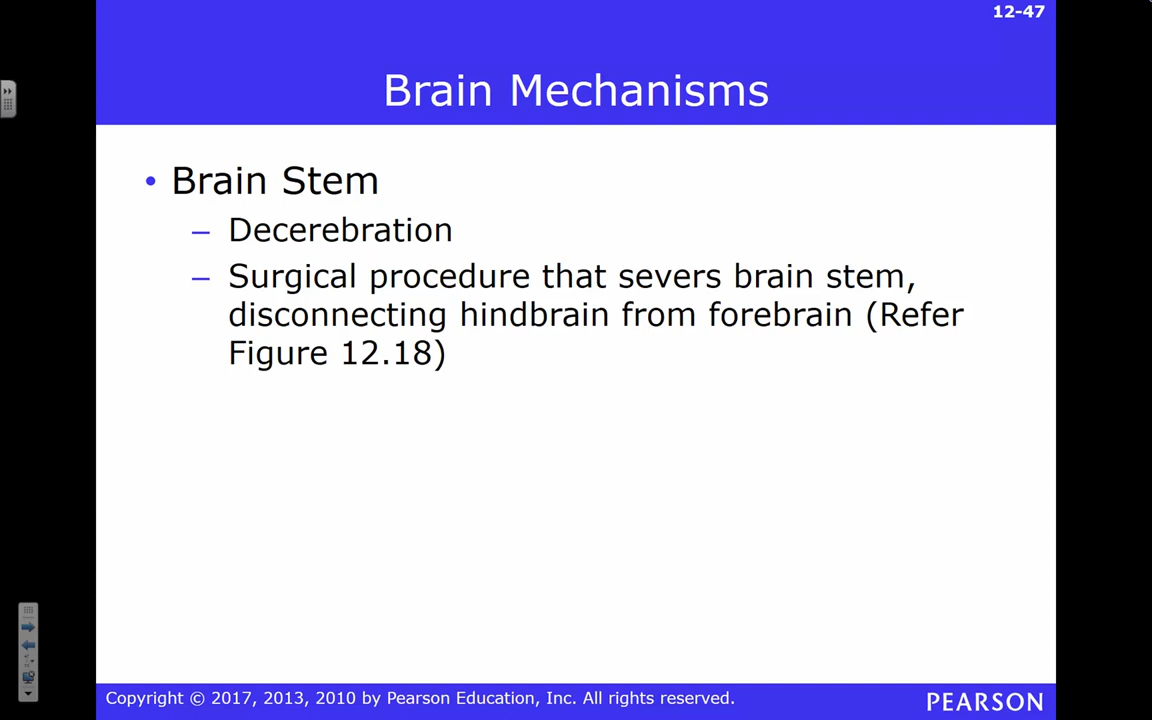 12-47
Brain Mechanisms
• Brain Stem
– Decerebration
– Surgical procedure that severs brain stem,
disconnecting hindbrain from forebrain (Refer
Figure 12.18)
Copyright © 2017, 2013, 2010 by Pearson Education, Inc. All rights reserved.
PEARSON